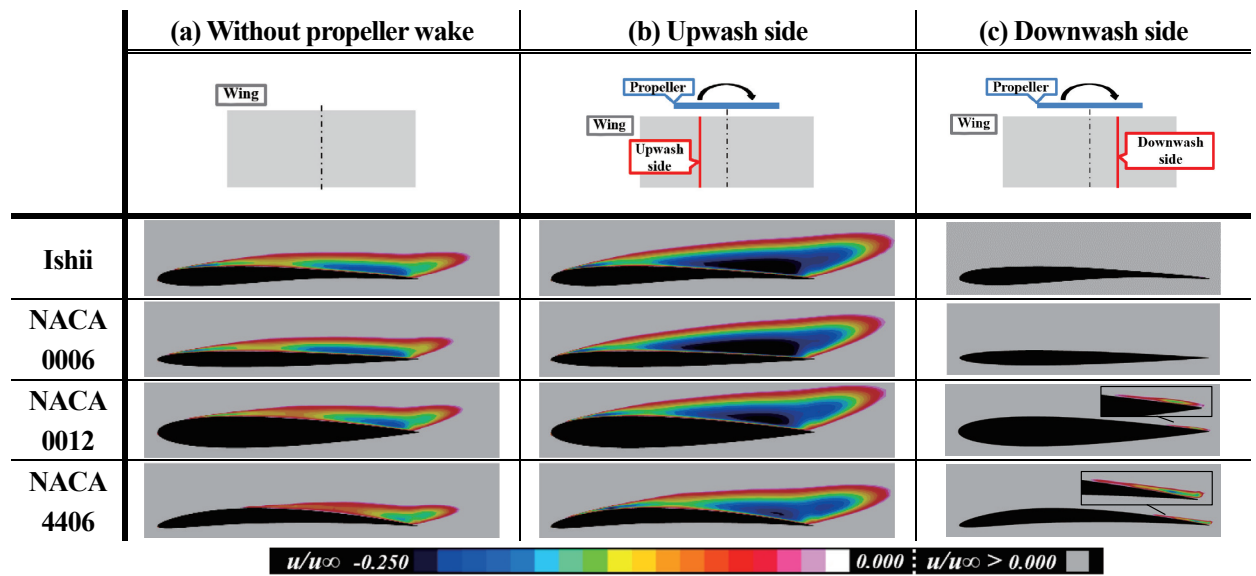 (a) Without propeller wake (b) Upwash side (c) Downwash side
Wing
Propeller
Wing
Upwash
side
Propeller
Wing
Downwash
side
Ishii
NACA
0006
NACA
0012
NACA
4406
u/u∞ -0.250 0.000 u/u∞ > 0.000